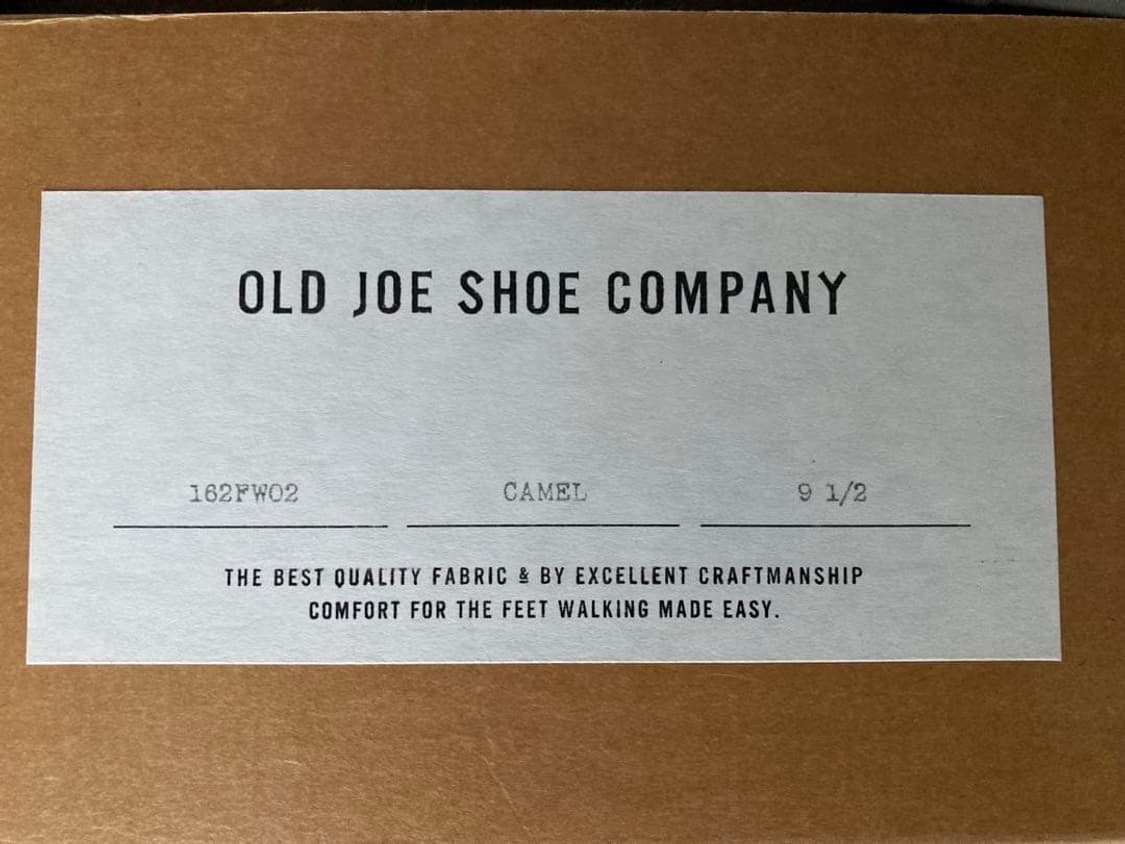 OLD JOE SHOE COMPANY
162FW02 CAMEL 9 1/2
THE BEST QUALITY FABRIC & BY EXCELLENT CRAFTMANSHIP
COMFORT FOR THE FEET WALKING MADE EASY.